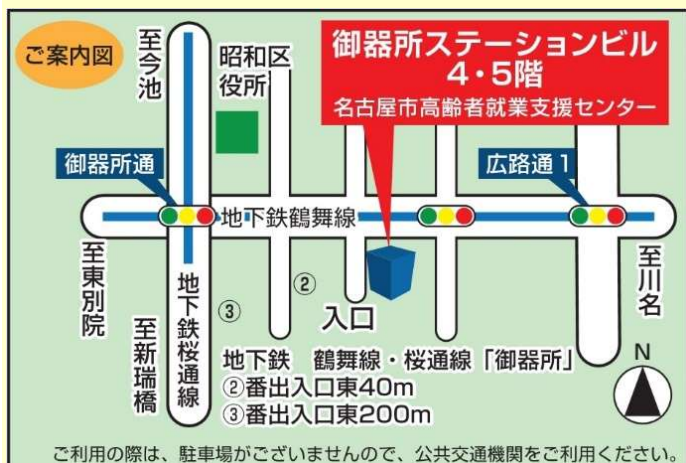 ご案内図
至今池
昭和区
役所
御器所ステーションビル
4・5階
名古屋市高齢者就業支援センター
御器所通
広路通1
地下鉄鶴舞線
至東別院
至新瑞橋
地下鉄桜通線
③
②
入口
至川名
N
地下鉄 鶴舞線・桜通線「御器所」
②番出入口東40m
③番出入口東200m
ご利用の際は、駐車場がございませんので、公共交通機関をご利用ください。